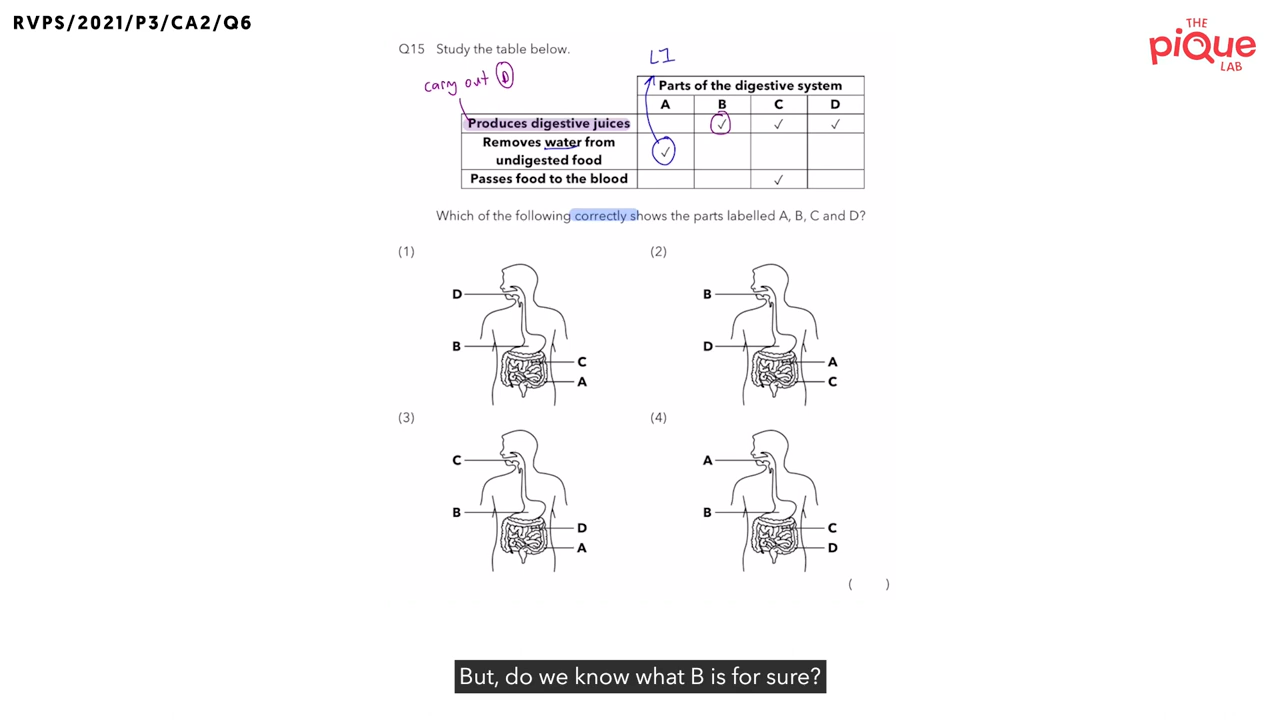 RVPS/2021/P3/CA2/Q6
THE
piQue
LAB
Q15 Study the table below.
LI
carry out D
Parts of the digestive system
A B C D
Produces digestive juices ✓ ✓ ✓
Removes water from
undigested food ✓
Passes food to the blood ✓
Which of the following correctly shows the parts labelled A, B, C and D?
(1)
D
B
C
A
(2)
B
D
A
C
(3)
C
B
D
A
(4)
A
B
C
D
( )
But, do we know what B is for sure?